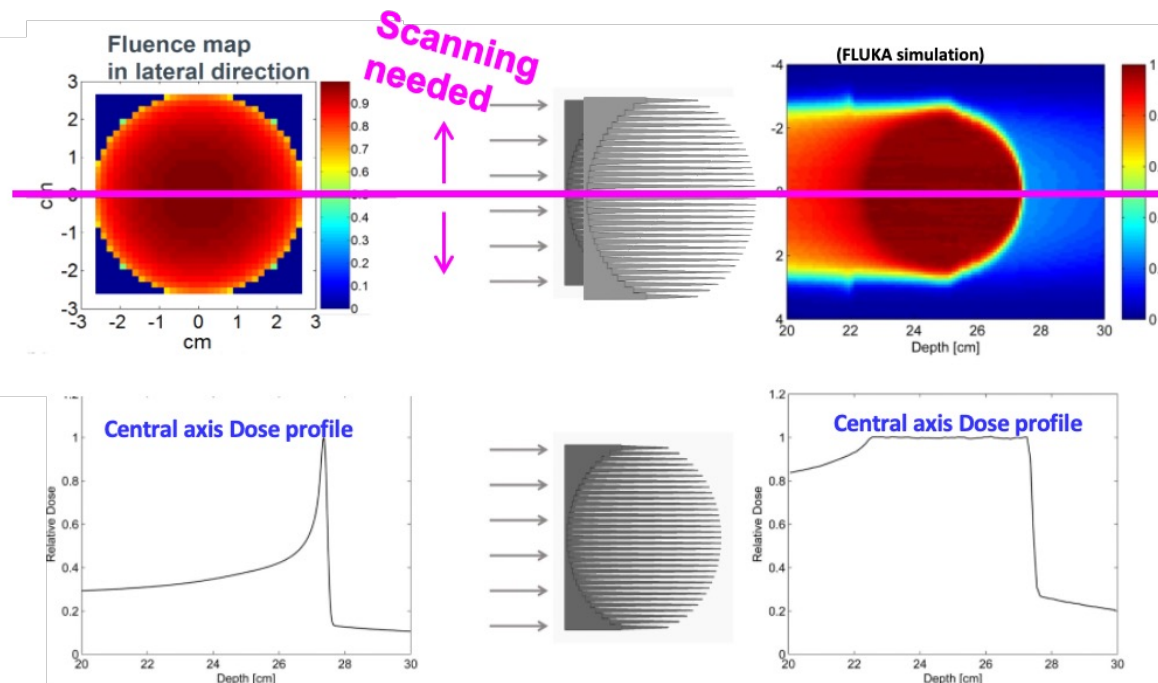 Fluence map
in lateral direction
Scanning
needed
(FLUKA simulation)
3
2
1
0
-1
-2
-3
-3 -2 -1 0 1 2 3
cm
cm
0.9
0.8
0.7
0.6
0.5
0.4
0.3
0.2
0.1
0
-4
-2
2
4
20 22 24 26 28 30
Depth [cm]
1
0.
0.
0.
0.
0
Central axis Dose profile
1.2
1
0.8
0.6
0.4
0.2
0
Relative Dose
20 22 24 26 28 30
Depth [cm]
Central axis Dose profile
1.2
1
0.8
0.6
0.4
0.2
0
Relative Dose
20 22 24 26 28 30
Depth [cm]